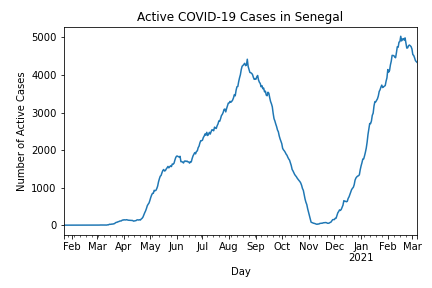 Active COVID-19 Cases in Senegal
5000
4000
3000
2000
1000
0
Number of Active Cases
Feb Mar Apr May Jun Jul Aug Sep Oct Nov Dec Jan Feb Mar
2021
Day